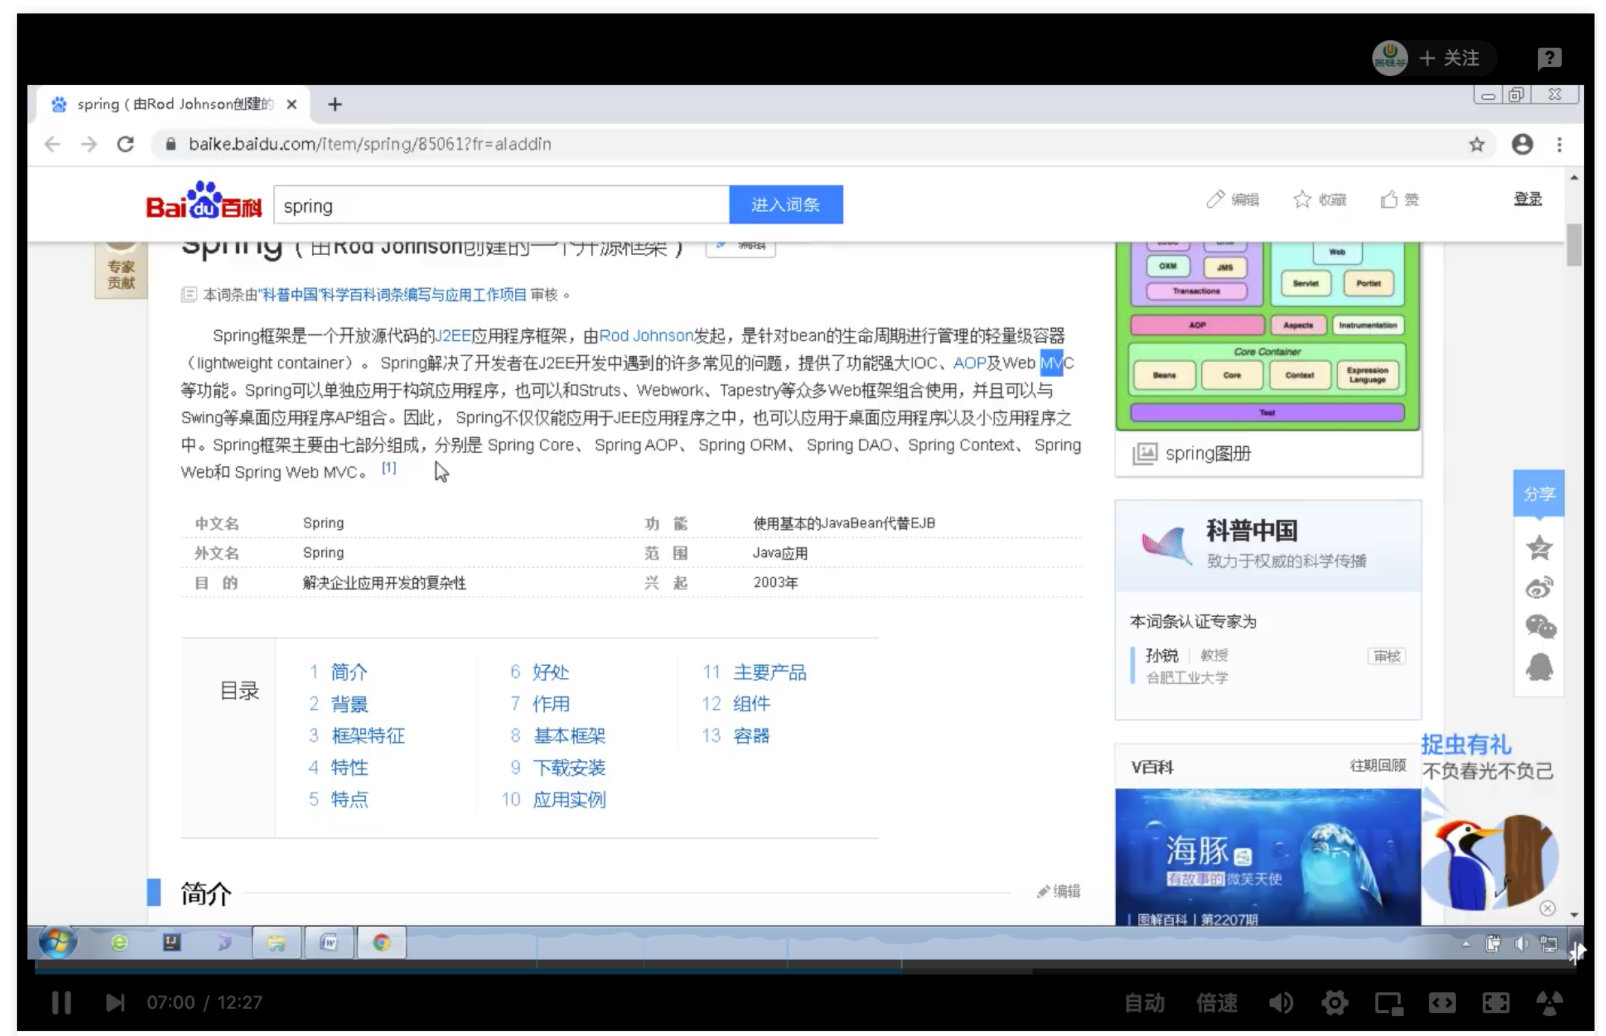 + 关注
spring（由Rod Johnson创建的
baike.baidu.com/item/spring/85061?fr=aladdin
Bai du 百科
spring
进入词条
编辑
收藏
赞
登录
spring（由Rod Johnson创建的一个开源框架）
编辑
专家
贡献
本词条由"科普中国"科学百科词条编写与应用工作项目 审核 。
Spring框架是一个开放源代码的J2EE应用程序框架，由Rod Johnson发起，是针对bean的生命周期进行管理的轻量级容器
（lightweight container）。 Spring解决了开发者在J2EE开发中遇到的许多常见的问题，提供了功能强大IOC、AOP及Web MVC
等功能。Spring可以单独应用于构筑应用程序，也可以和Struts、Webwork、Tapestry等众多Web框架组合使用，并且可以与
Swing等桌面应用程序AP组合。因此， Spring不仅仅能应用于JEE应用程序之中，也可以应用于桌面应用程序以及小应用程序之
中。Spring框架主要由七部分组成，分别是 Spring Core、 Spring AOP、 Spring ORM、 Spring DAO、Spring Context、 Spring
Web和 Spring Web MVC。 [1]
中文名 Spring 功 能 使用基本的JavaBean代替EJB
外文名 Spring 范 围 Java应用
目 的 解决企业应用开发的复杂性 兴 起 2003年
目录
1 简介
2 背景
3 框架特征
4 特性
5 特点
6 好处
7 作用
8 基本框架
9 下载安装
10 应用实例
11 主要产品
12 组件
13 容器
简介
编辑
OXM
JMS
Transactions
Web
Servlet
Portlet
AOP
Aspects
Instrumentation
Core Container
Beans
Core
Context
Expression
Language
Test
spring图册
科普中国
致力于权威的科学传播
本词条认证专家为
孙锐 教授
审核
合肥工业大学
V百科
往期回顾
海豚
有故事的微笑天使
图解百科 | 第2207期
分享
捉虫有礼
不负春光不负己
07:00 / 12:27
自动
倍速